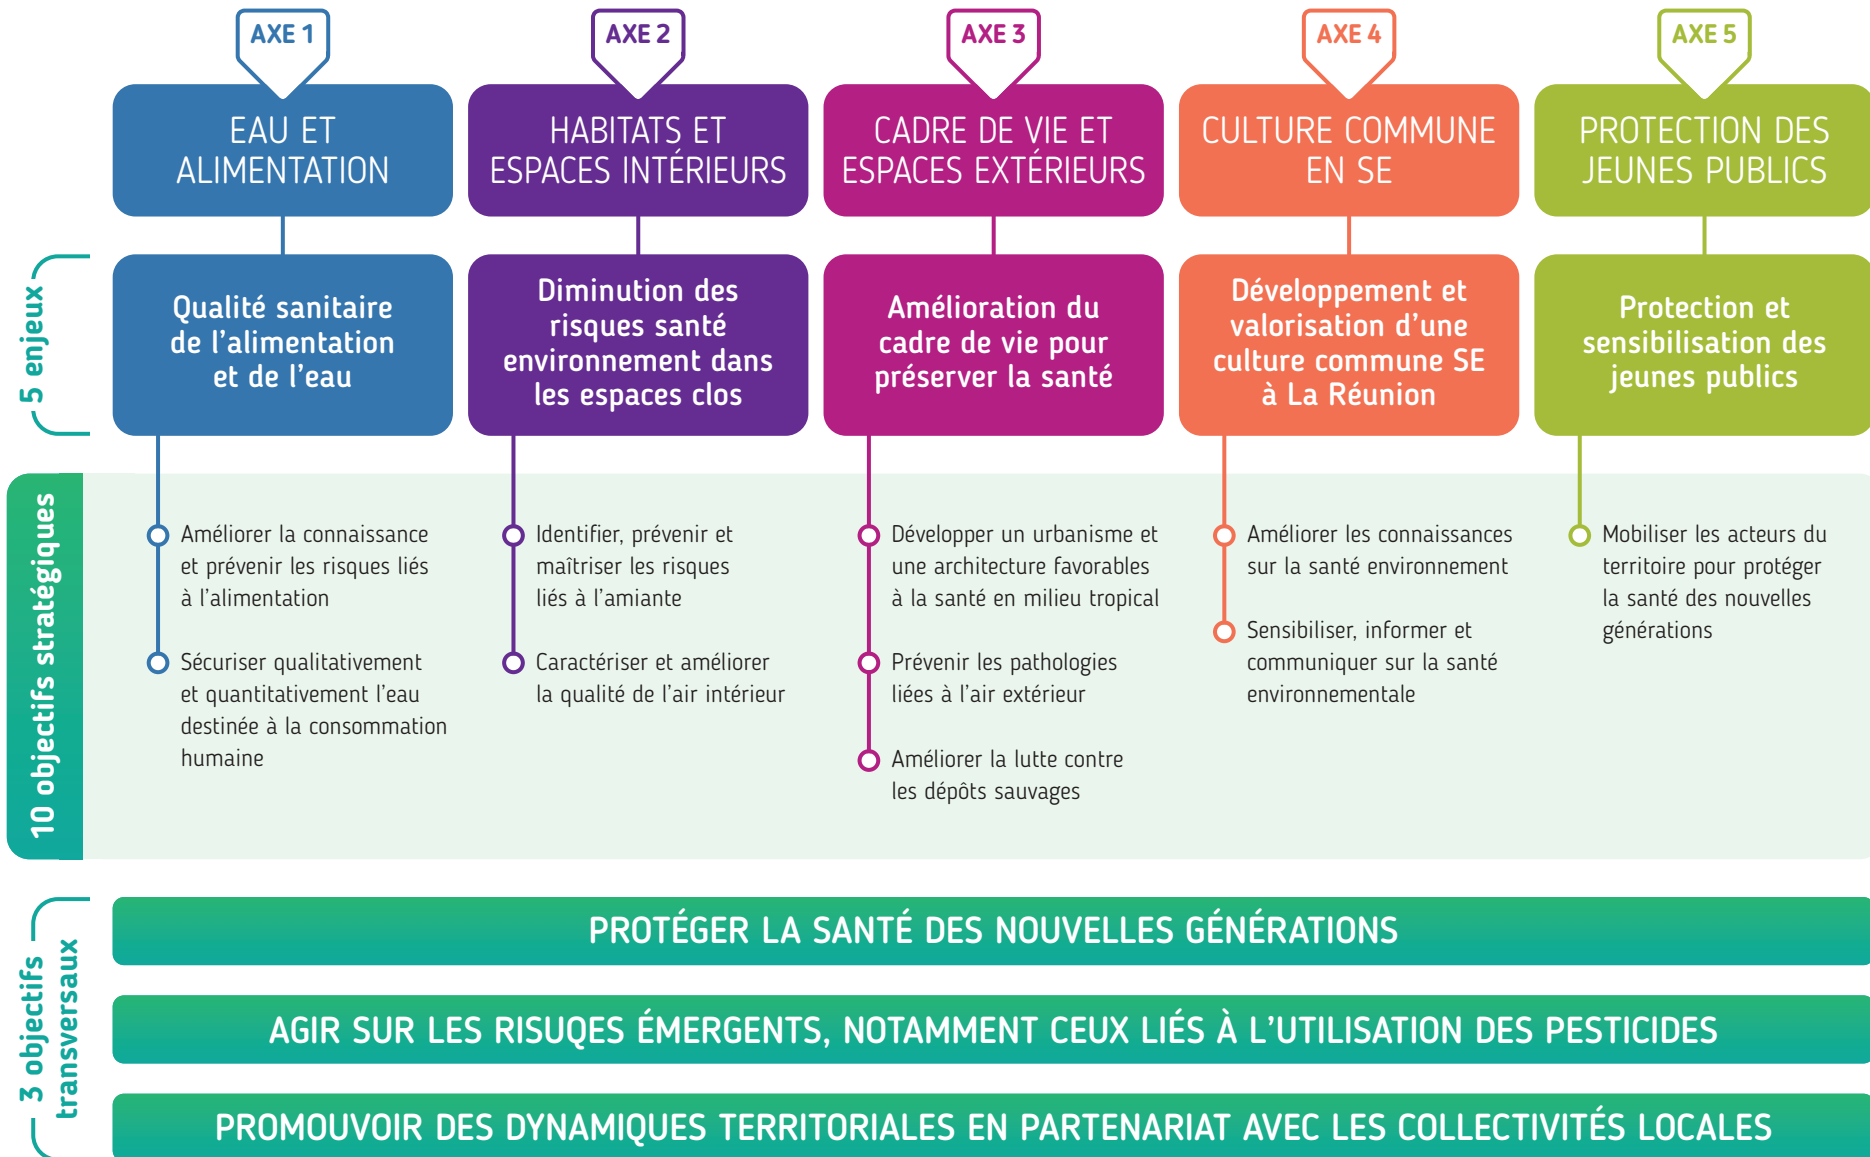 AXE 1
EAU ET
ALIMENTATION
AXE 2
HABITATS ET
ESPACES INTÉRIEURS
AXE 3
CADRE DE VIE ET
ESPACES EXTÉRIEURS
AXE 4
CULTURE COMMUNE
EN SE
AXE 5
PROTECTION DES
JEUNES PUBLICS
5 enjeux
Qualité sanitaire
de l’alimentation
et de l’eau
Diminution des
risques santé
environnement dans
les espaces clos
Amélioration du
cadre de vie pour
préserver la santé
Développement et
valorisation d’une
culture commune SE
à La Réunion
Protection et
sensibilisation des
jeunes publics
10 objectifs stratégiques
Améliorer la connaissance
et prévenir les risques liés
à l’alimentation
Sécuriser qualitativement
et quantitativement l’eau
destinée à la consommation
humaine
Identifier, prévenir et
maîtriser les risques
liés à l’amiante
Caractériser et améliorer
la qualité de l’air intérieur
Développer un urbanisme et
une architecture favorables
à la santé en milieu tropical
Prévenir les pathologies
liées à l’air extérieur
Améliorer la lutte contre
les dépôts sauvages
Améliorer les connaissances
sur la santé environnement
Sensibiliser, informer et
communiquer sur la santé
environnementale
Mobiliser les acteurs du
territoire pour protéger
la santé des nouvelles
générations
3 objectifs
transversaux
PROTÉGER LA SANTÉ DES NOUVELLES GÉNÉRATIONS
AGIR SUR LES RISUQES ÉMERGENTS, NOTAMMENT CEUX LIÉS À L’UTILISATION DES PESTICIDES
PROMOUVOIR DES DYNAMIQUES TERRITORIALES EN PARTENARIAT AVEC LES COLLECTIVITÉS LOCALES